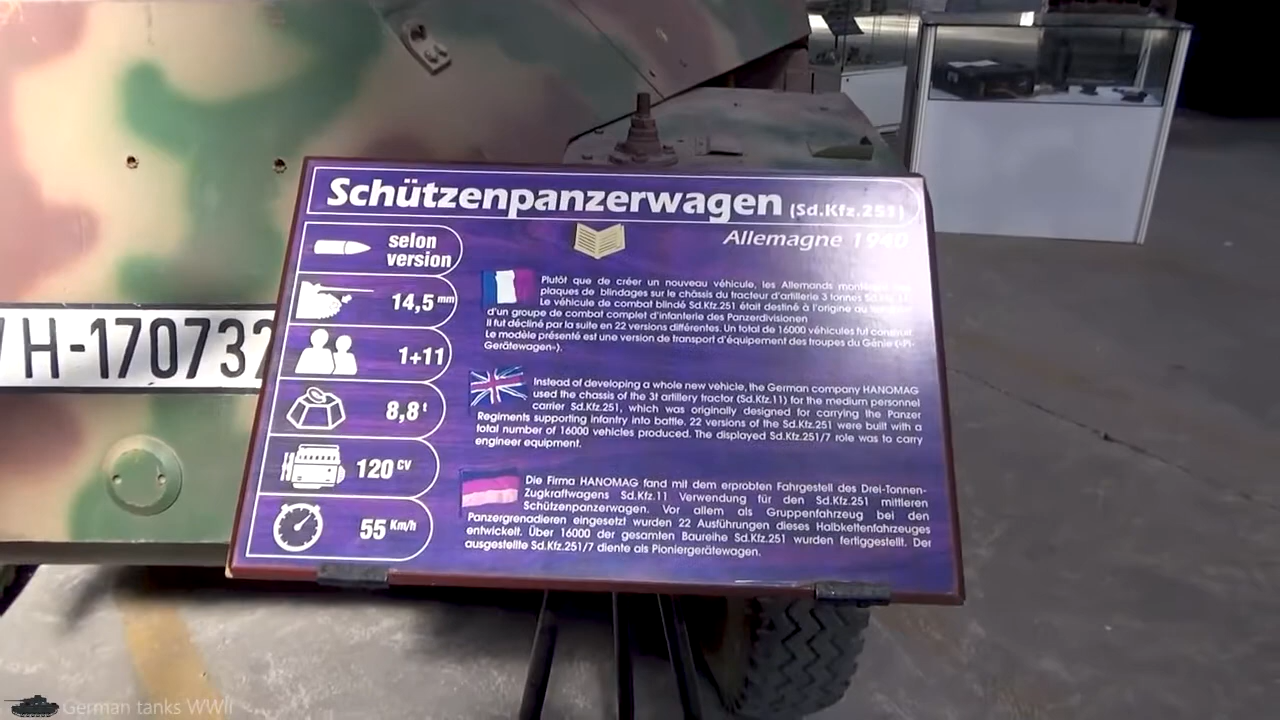 Schützenpanzerwagen (Sd.Kfz.251)
Allemagne 1940
selon
version
14,5 mm
1+11
8,8 t
120 CV
55 Km/h
Plutôt que de créer un nouveau véhicule, les Allemands
plaques de blindages sur le châssis du tracteur d'artillerie 3 tonnes
Le véhicule de combat blindé Sd.Kfz.251 était destiné à l'origine au
d'un groupe de combat complet d'infanterie des Panzerdivisionen
Il fut décliné par la suite en 22 versions différentes. Un total de 16000 véhicules fut construit.
Le modèle présenté est une version de transport d'équipement des troupes du Génie («Pi-
Gerätewagen»).
Instead of developing a whole new vehicle, the German company HANOMAG
used the chassis of the 3t artillery tractor (Sd.Kfz.11) for the medium personnel
carrier Sd.Kfz.251, which was originally designed for carrying the Panzer
Regiments supporting infantry into battle. 22 versions of the Sd.Kfz.251 were built with a
total number of 16000 vehicles produced. The displayed Sd.Kfz.251/7 role was to carry
engineer equipment.
Die Firma HANOMAG fand mit dem erprobten Fahrgestell des Drei-Tonnen-
Zugkraftwagens Sd.Kfz.11 Verwendung für den Sd.Kfz.251 mittleren
Schützenpanzerwagen. Vor allem als Gruppenfahrzeug bei den
Panzergrenadieren eingesetzt wurden 22 Ausführungen dieses Halbkettenfahrzeuges
entwickelt. Über 16000 der gesamten Baureihe Sd.Kfz.251 wurden fertiggestellt. Der
ausgestellte Sd.Kfz.251/7 diente als Pioniergerätewagen.
H-170732
German tanks WWII